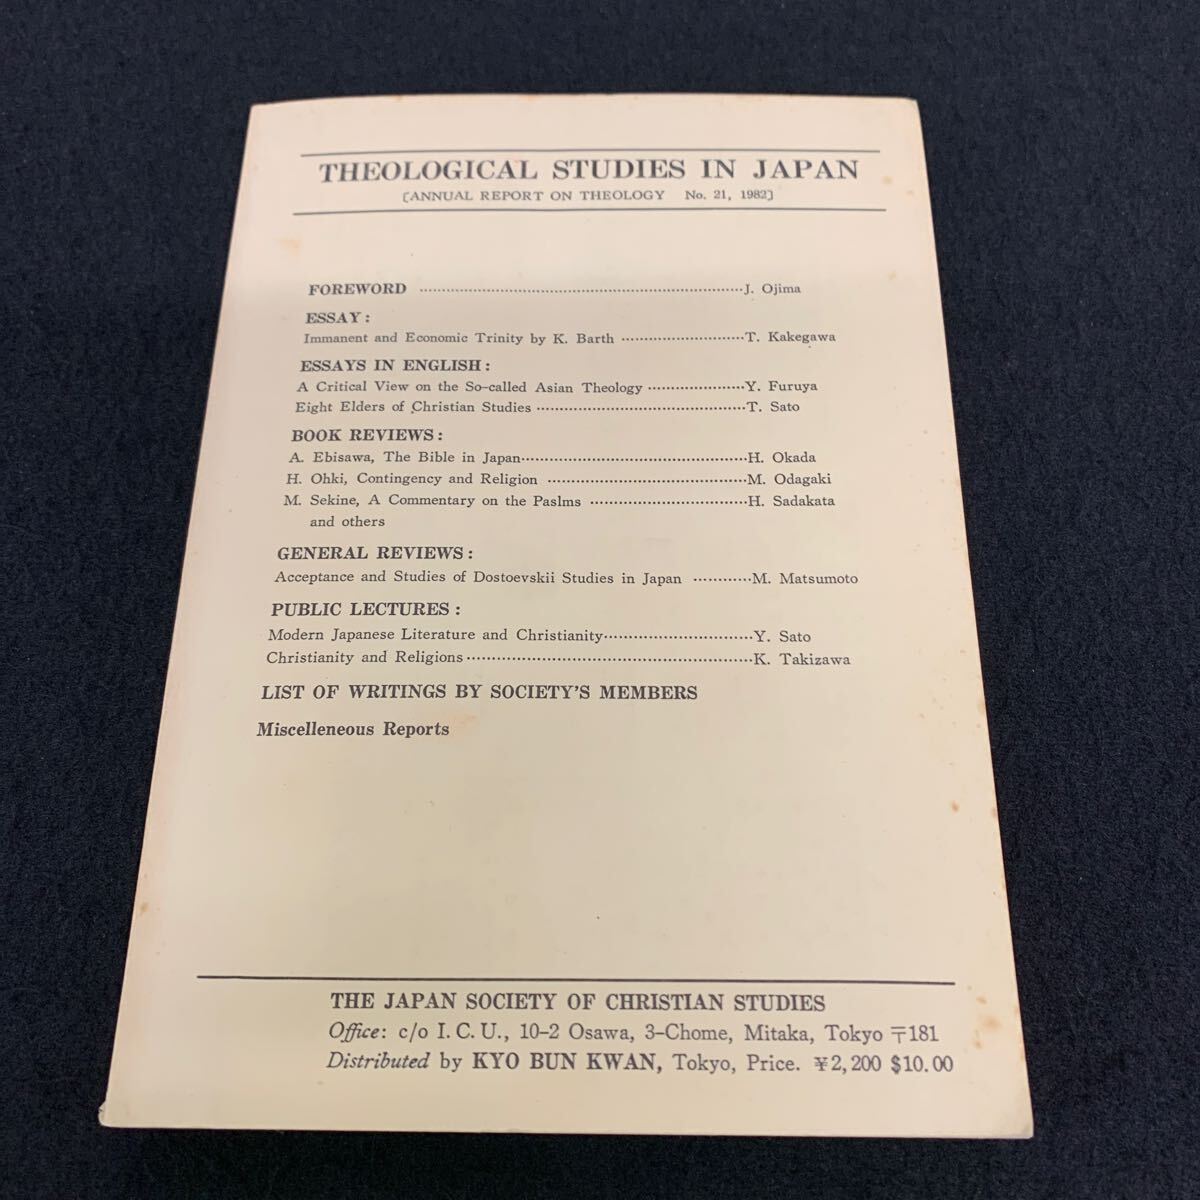 THEOLOGICAL STUDIES IN JAPAN
〔ANNUAL REPORT ON THEOLOGY No. 21, 1982〕
FOREWORD ………………………………………………J. Ojima
ESSAY:
Immanent and Economic Trinity by K. Barth ……………………T. Kakegawa
ESSAYS IN ENGLISH:
A Critical View on the So-called Asian Theology …………………Y. Furuya
Eight Elders of Christian Studies ……………………………………T. Sato
BOOK REVIEWS:
A. Ebisawa, The Bible in Japan………………………………………H. Okada
H. Ohki, Contingency and Religion …………………………………M. Odagaki
M. Sekine, A Commentary on the Paslms ……………………………H. Sadakata
and others
GENERAL REVIEWS:
Acceptance and Studies of Dostoevskii Studies in Japan …………M. Matsumoto
PUBLIC LECTURES:
Modern Japanese Literature and Christianity…………………………Y. Sato
Christianity and Religions…………………………………………………K. Takizawa
LIST OF WRITINGS BY SOCIETY'S MEMBERS
Miscelleneous Reports
THE JAPAN SOCIETY OF CHRISTIAN STUDIES
Office: c/o I. C. U., 10-2 Osawa, 3-Chome, Mitaka, Tokyo 〒181
Distributed by KYO BUN KWAN, Tokyo, Price. ¥2,200 $10.00